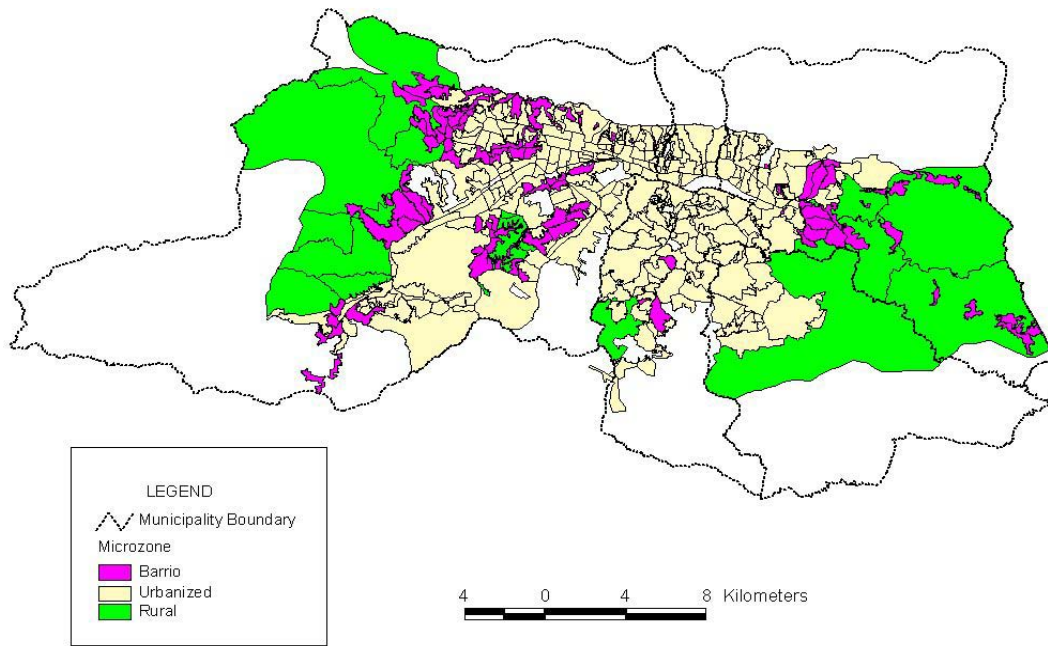 LEGEND
Municipality Boundary
Microzone
Barrio
Urbanized
Rural
4 0 4 8 Kilometers